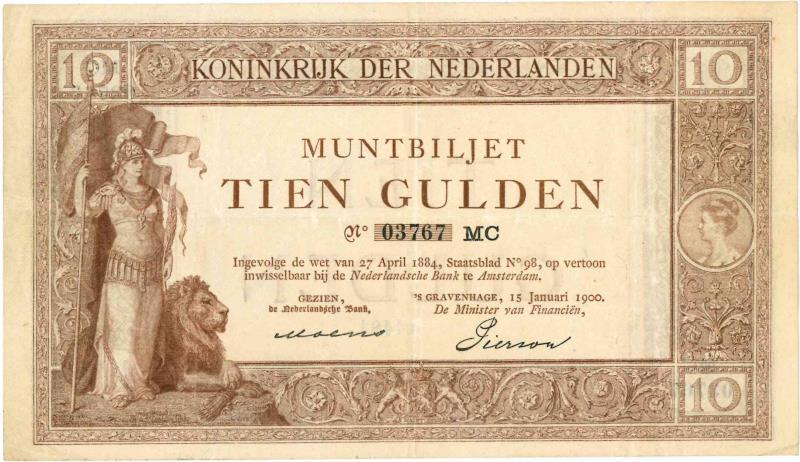 10 KONINKRIJK DER NEDERLANDEN 10
MUNTBILJET
TIEN GULDEN
No 03767 MC
Ingevolge de wet van 27 April 1884, Staatsblad No 98, op vertoon
inwisselbaar bij de Nederlandsche Bank te Amsterdam.
GEZIEN,
de Nederlandsche Bank,
'S GRAVENHAGE, 15 Januari 1900.
De Minister van Financiën,
Moens
Pierson
10